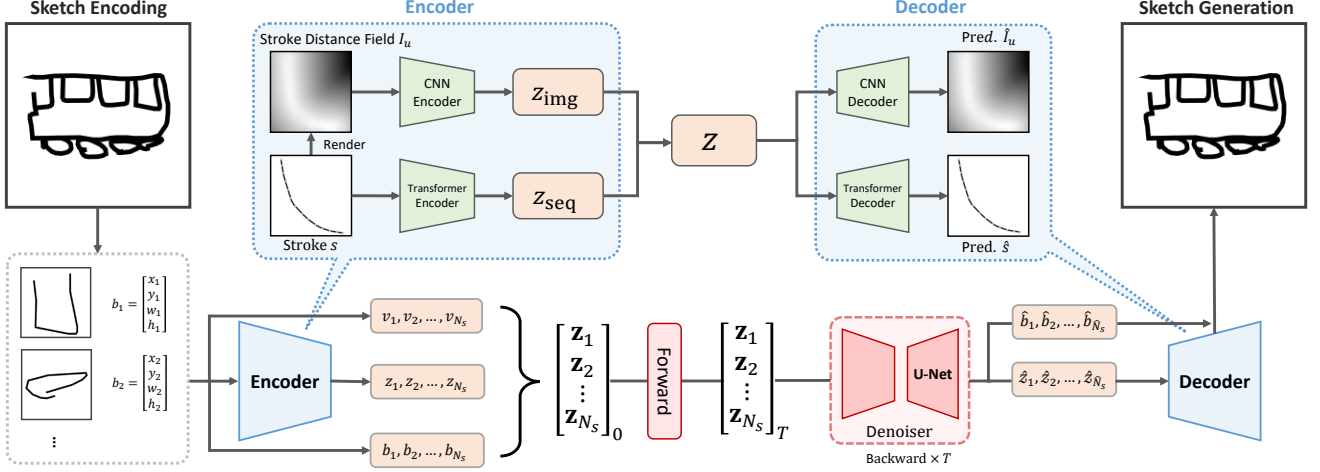 Sketch Encoding
Encoder
Decoder
Sketch Generation
Stroke Distance Field I_u
CNN
Encoder
z_img
Render
Transformer
Encoder
z_seq
Stroke s
Z
Pred. Î_u
CNN
Decoder
Transformer
Decoder
Pred. ŝ
b_1 = [x_1 y_1 w_1 h_1]
b_2 = [x_2 y_2 w_2 h_2]
⋮
Encoder
v_1, v_2, … , v_{N_s}
z_1, z_2, … , z_{N_s}
b_1, b_2, … , b_{N_s}
[z_1 z_2 ⋮ z_{N_s}]_0
Forward
[z_1 z_2 ⋮ z_{N_s}]_T
U-Net
Denoiser
Backward × T
b̂_1, b̂_2, … , b̂_{N̂_s}
ẑ_1, ẑ_2, … , ẑ_{N̂_s}
Decoder